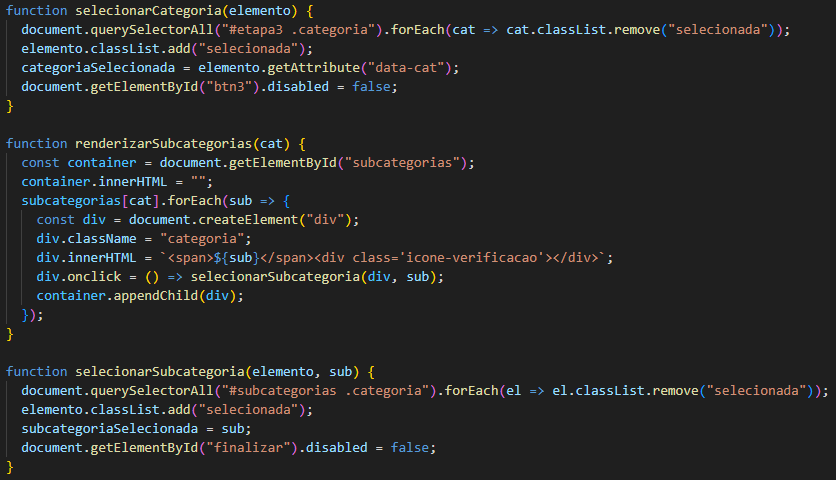 function selecionarCategoria(elemento) {
  document.querySelectorAll("#etapa3 .categoria").forEach(cat => cat.classList.remove("selecionada"));
  elemento.classList.add("selecionada");
  categoriaSelecionada = elemento.getAttribute("data-cat");
  document.getElementById("btn3").disabled = false;
}

function renderizarSubcategorias(cat) {
  const container = document.getElementById("subcategorias");
  container.innerHTML = "";
  subcategorias[cat].forEach(sub => {
    const div = document.createElement("div");
    div.className = "categoria";
    div.innerHTML = `<span>${sub}</span><div class='icone-verificacao'></div>`;
    div.onclick = () => selecionarSubcategoria(div, sub);
    container.appendChild(div);
  });
}

function selecionarSubcategoria(elemento, sub) {
  document.querySelectorAll("#subcategorias .categoria").forEach(el => el.classList.remove("selecionada"));
  elemento.classList.add("selecionada");
  subcategoriaSelecionada = sub;
  document.getElementById("finalizar").disabled = false;
}